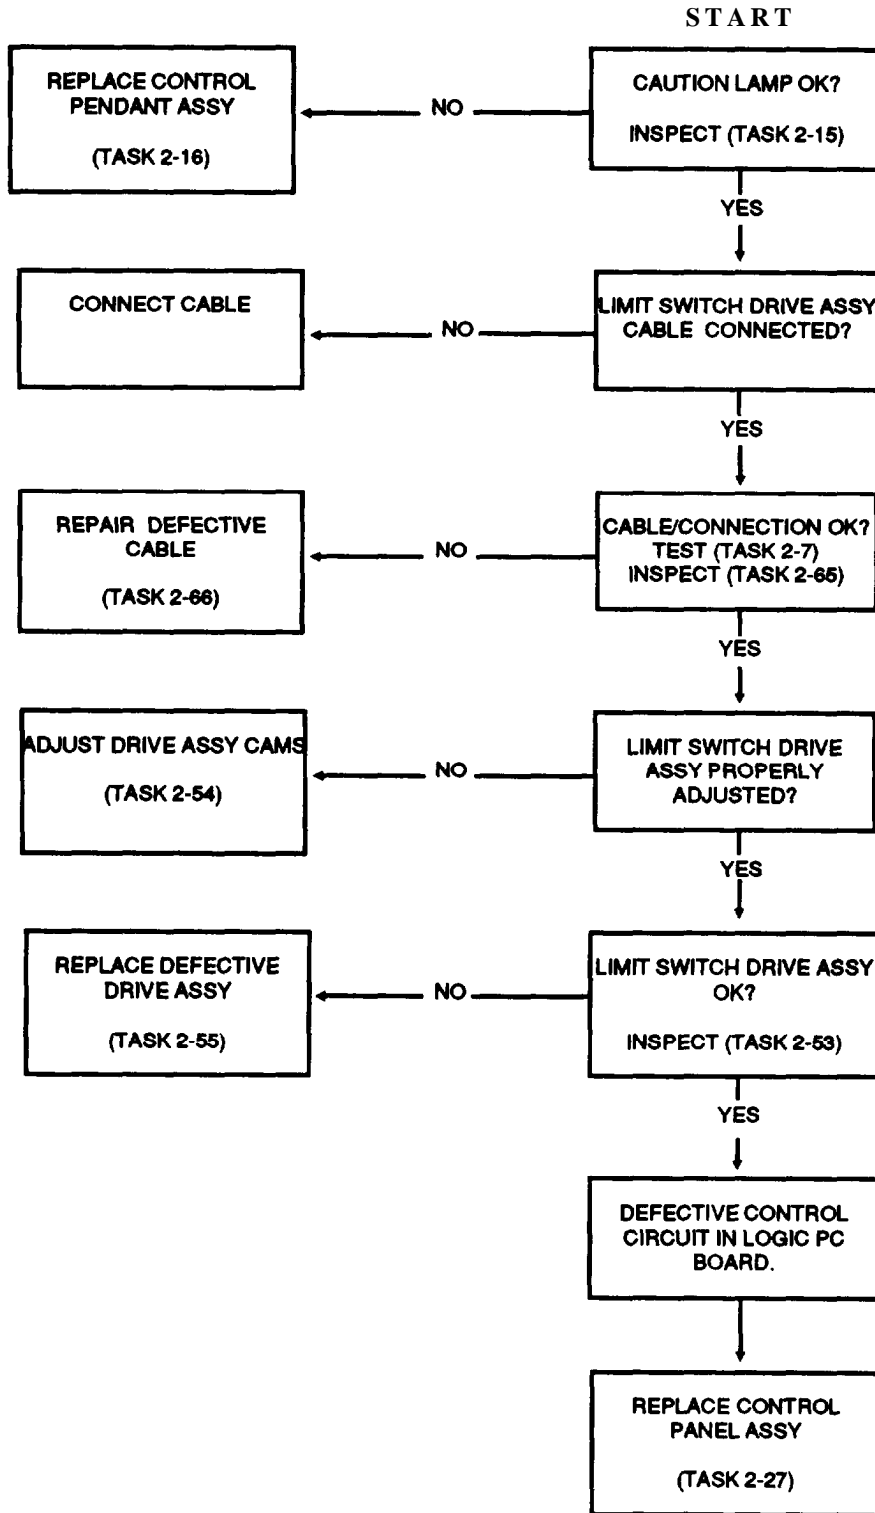 START
CAUTION LAMP OK?
INSPECT (TASK 2-15)
NO
REPLACE CONTROL
PENDANT ASSY
(TASK 2-16)
YES
LIMIT SWITCH DRIVE ASSY
CABLE CONNECTED?
NO
CONNECT CABLE
YES
CABLE/CONNECTION OK?
TEST (TASK 2-7)
INSPECT (TASK 2-65)
NO
REPAIR DEFECTIVE
CABLE
(TASK 2-66)
YES
LIMIT SWITCH DRIVE
ASSY PROPERLY
ADJUSTED?
NO
ADJUST DRIVE ASSY CAMS
(TASK 2-54)
YES
LIMIT SWITCH DRIVE ASSY
OK?
INSPECT (TASK 2-53)
NO
REPLACE DEFECTIVE
DRIVE ASSY
(TASK 2-55)
YES
DEFECTIVE CONTROL
CIRCUIT IN LOGIC PC
BOARD.
REPLACE CONTROL
PANEL ASSY
(TASK 2-27)